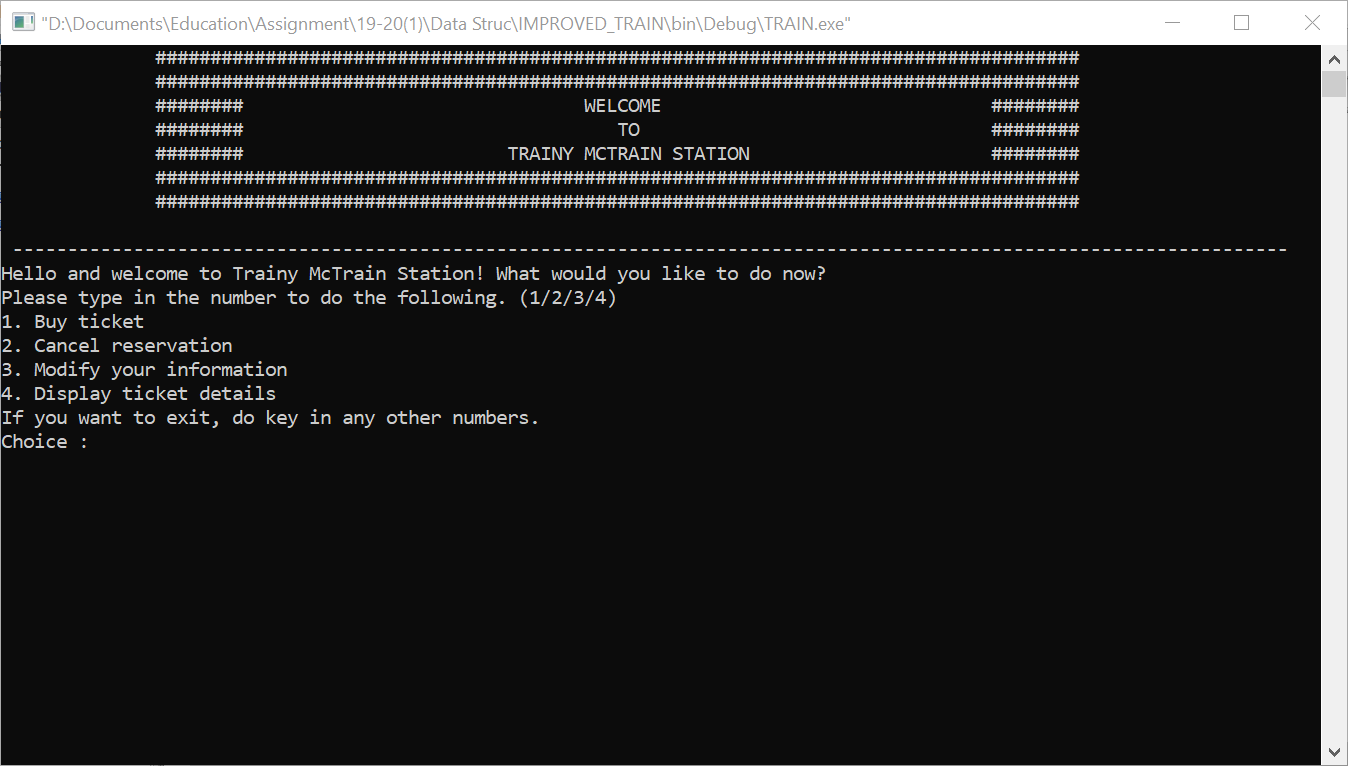 "D:\Documents\Education\Assignment\19-20(1)\Data Struc\IMPROVED_TRAIN\bin\Debug\TRAIN.exe"
####################################################################################
####################################################################################
######## WELCOME ########
######## TO ########
######## TRAINY MCTRAIN STATION ########
####################################################################################
####################################################################################
--------------------------------------------------------------------------------------------------------------------
Hello and welcome to Trainy McTrain Station! What would you like to do now?
Please type in the number to do the following. (1/2/3/4)
1. Buy ticket
2. Cancel reservation
3. Modify your information
4. Display ticket details
If you want to exit, do key in any other numbers.
Choice :